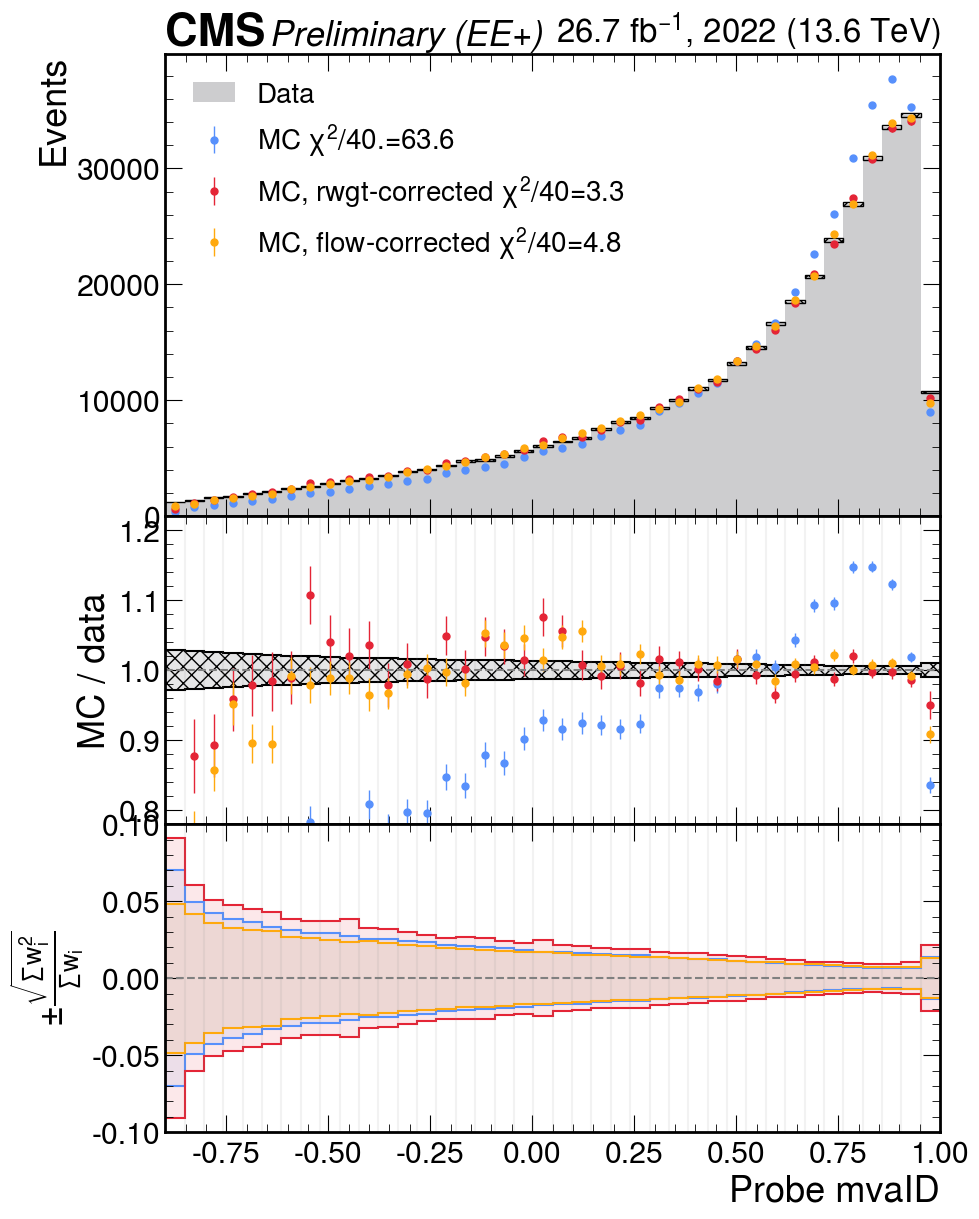 CMS Preliminary (EE+) 26.7 fb⁻¹, 2022 (13.6 TeV)
Events
Data
MC χ²/40.=63.6
MC, rwgt-corrected χ²/40=3.3
MC, flow-corrected χ²/40=4.8
30000
20000
10000
0
MC / data
1.2
1.1
1.0
0.9
0.8
±√Σwᵢ²/Σwᵢ
0.10
0.05
0.00
-0.05
-0.10
-0.75 -0.50 -0.25 0.00 0.25 0.50 0.75 1.00
Probe mvaID